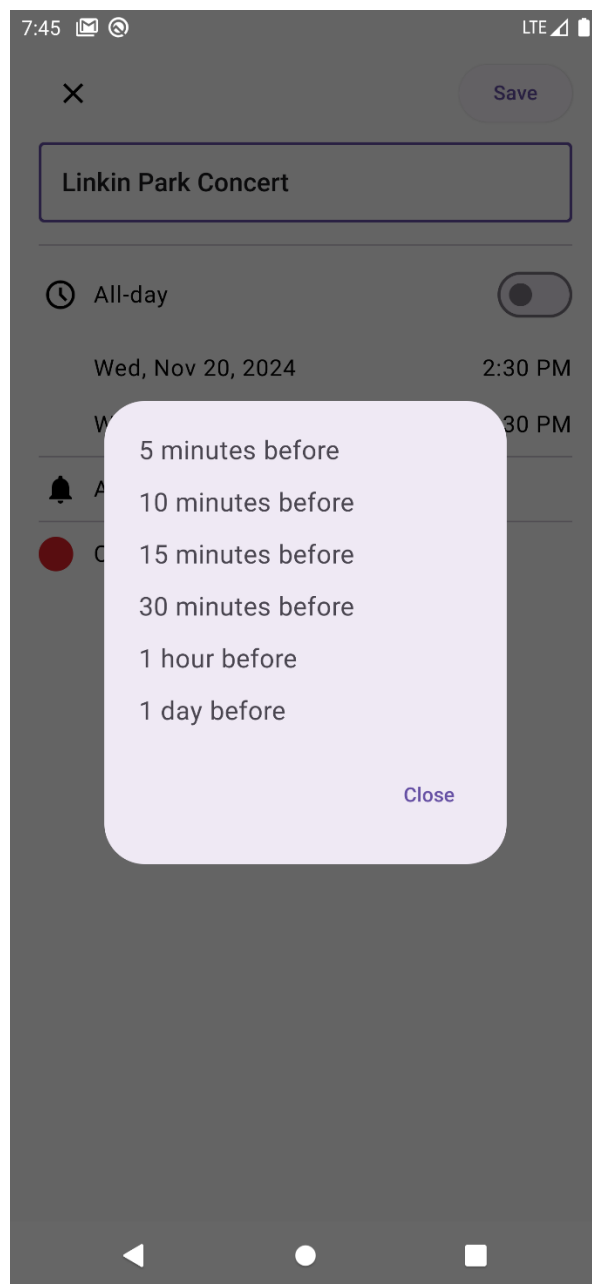 7:45 LTE
Save
Linkin Park Concert
All-day
Wed, Nov 20, 2024 2:30 PM
30 PM
5 minutes before
10 minutes before
15 minutes before
30 minutes before
1 hour before
1 day before
Close